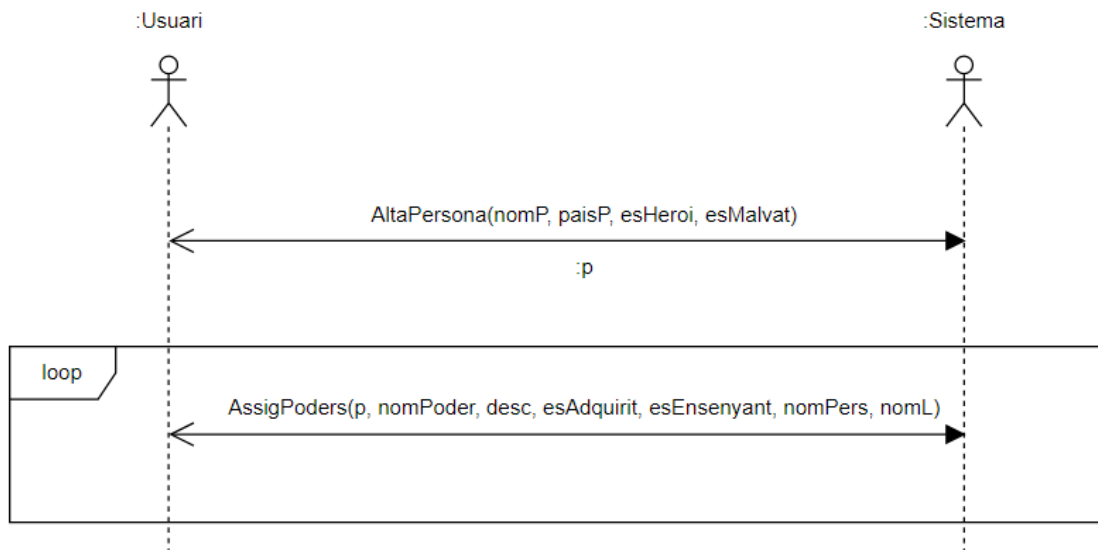 :Usuari
:Sistema
AltaPersona(nomP, paisP, esHeroi, esMalvat)
:p
loop
AssigPoders(p, nomPoder, desc, esAdquirit, esEnsenyant, nomPers, nomL)